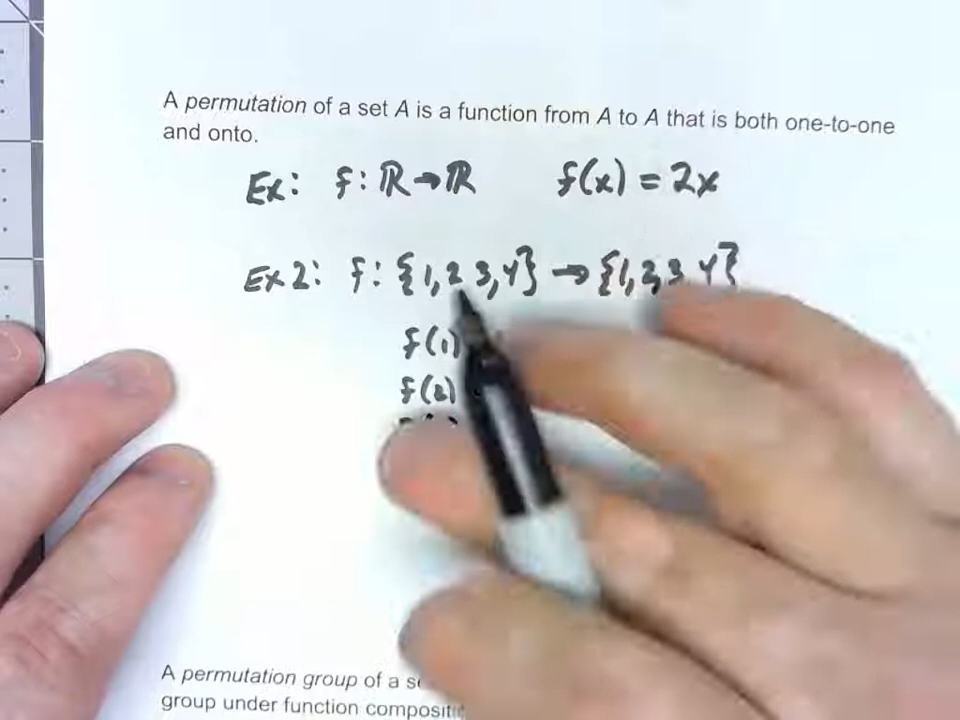 A permutation of a set A is a function from A to A that is both one-to-one
and onto.
Ex: f: ℝ→ℝ f(x) = 2x
Ex 2: f: {1,2 3,4} → {1,2,3 4}
f(1)
f(2)
A permutation group of a s
group under function